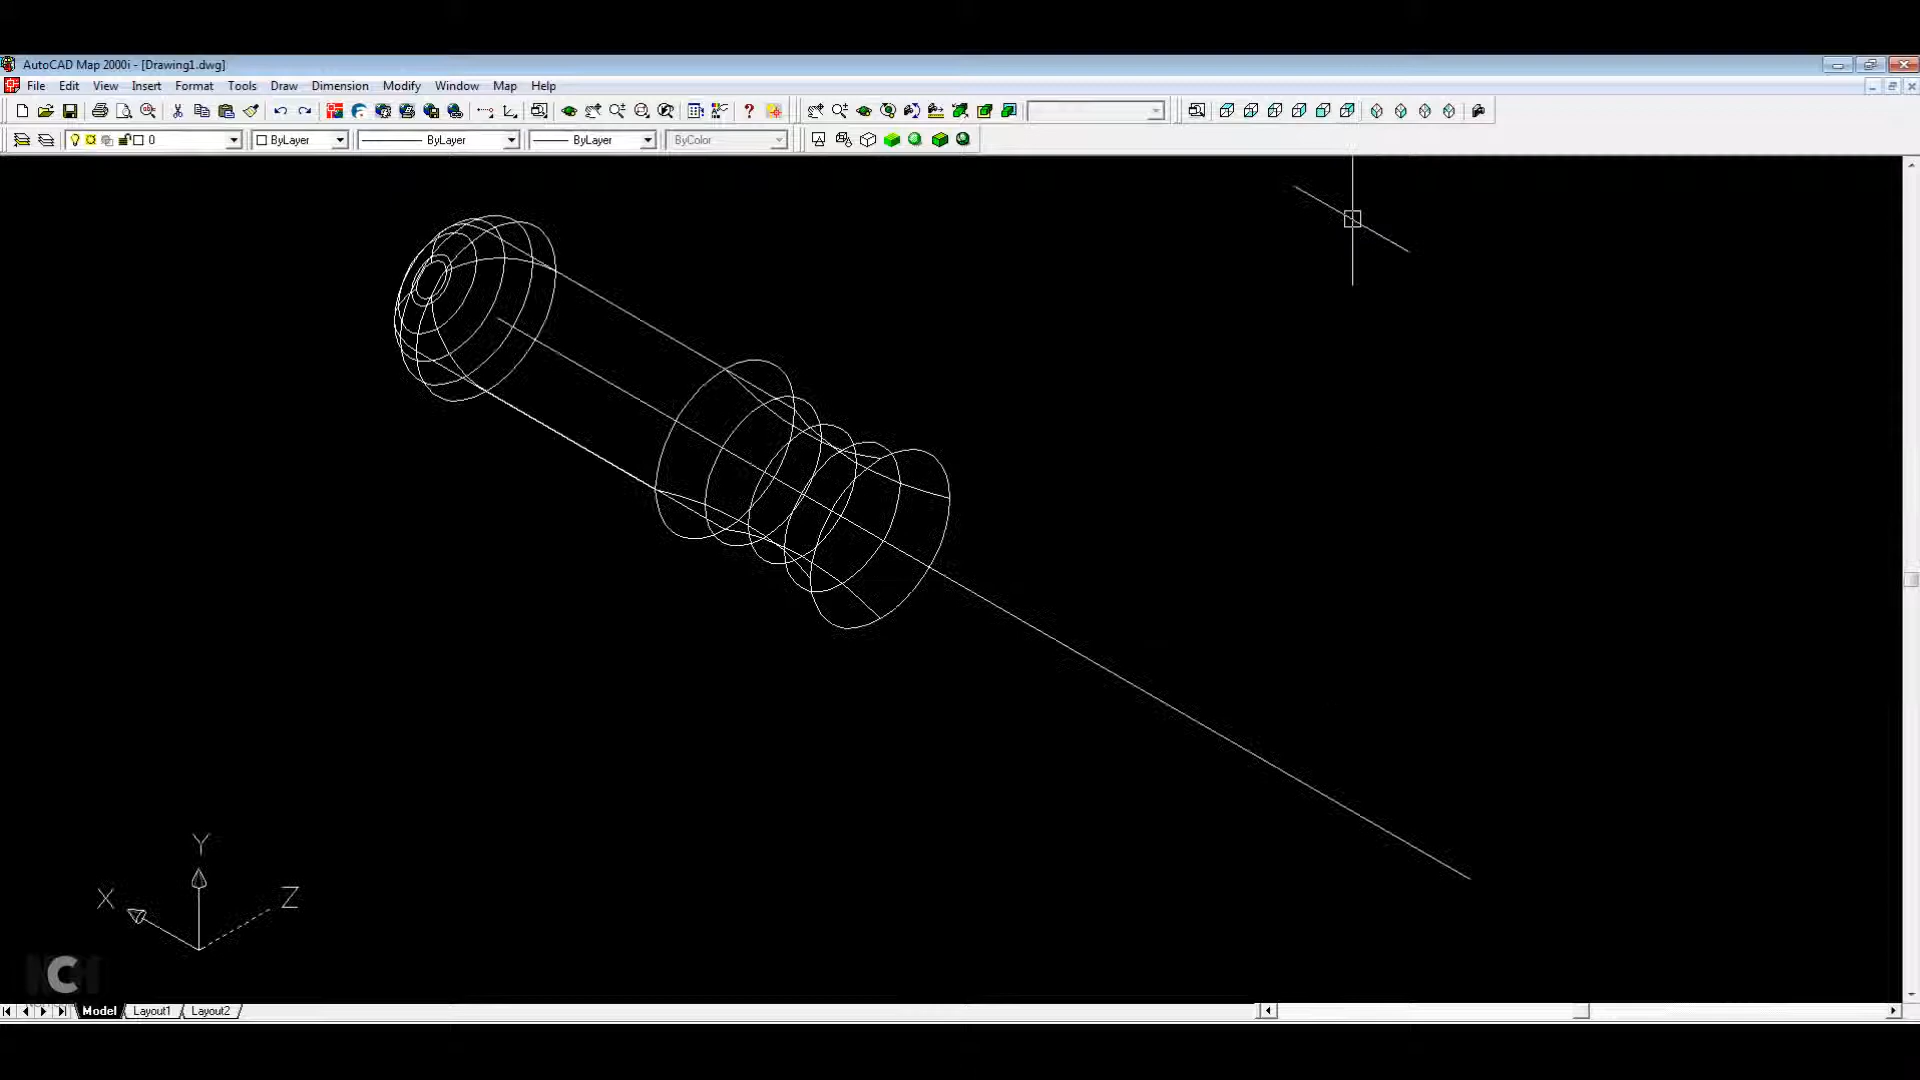 AutoCAD Map 2000i - [Drawing1.dwg]
File Edit View Insert Format Tools Draw Dimension Modify Window Map Help
0 ByLayer ByLayer ByLayer ByColor
Y
X Z
Model Layout1 Layout2